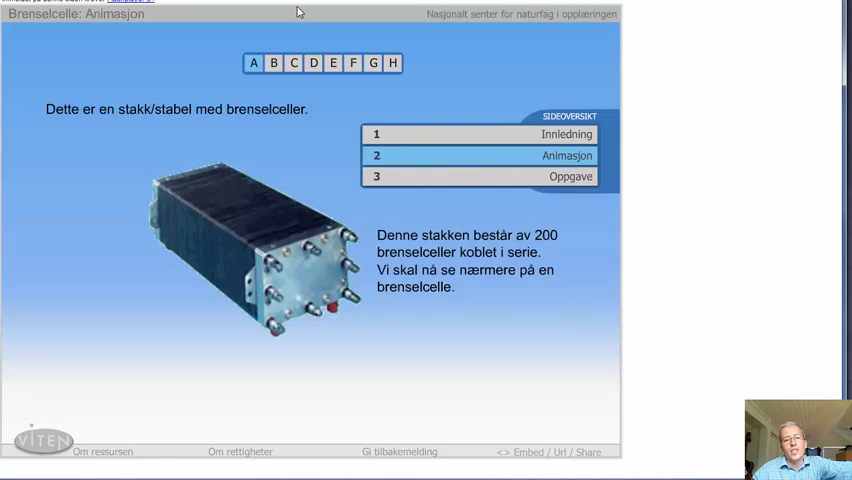 Brenselcelle: Animasjon
Nasjonalt senter for naturfag i opplæringen
A B C D E F G H
Dette er en stakk/stabel med brenselceller.
SIDEOVERSIKT
1 Innledning
2 Animasjon
3 Oppgave
Denne stakken består av 200
brenselceller koblet i serie.
Vi skal nå se nærmere på en
brenselcelle.
VITEN
Om ressursen
Om rettigheter
Gi tilbakemelding
<> Embed / Url / Share